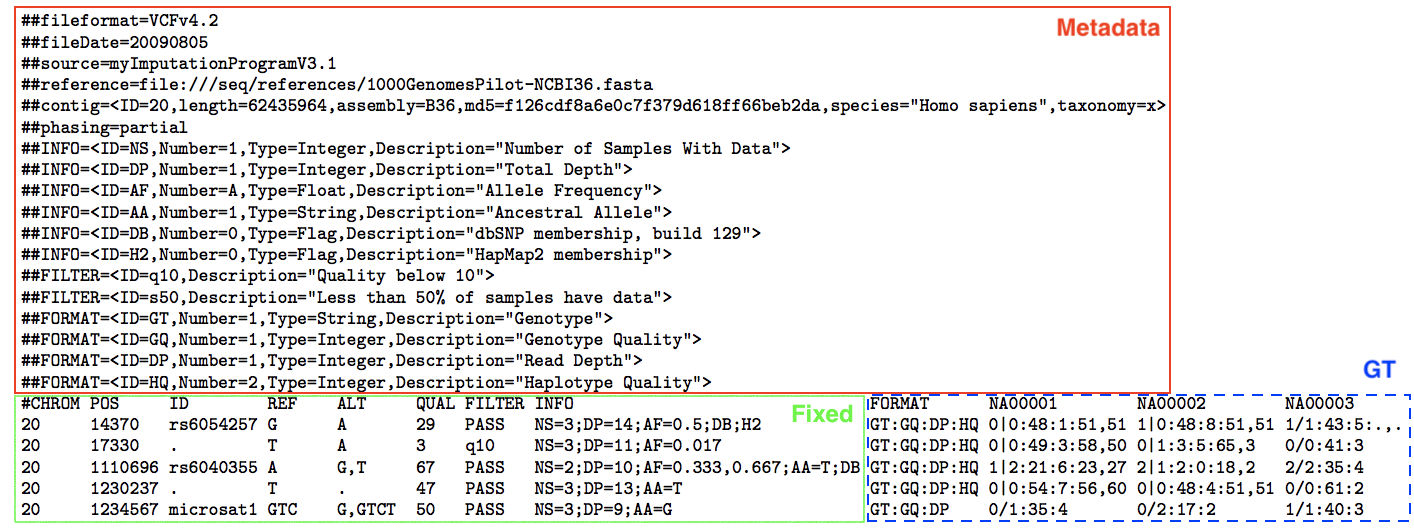 ##fileformat=VCFv4.2 Metadata
##fileDate=20090805
##source=myImputationProgramV3.1
##reference=file:///seq/references/1000GenomesPilot-NCBI36.fasta
##contig=<ID=20,length=62435964,assembly=B36,md5=f126cdf8a6e0c7f379d618ff66beb2da,species="Homo sapiens",taxonomy=x>
##phasing=partial
##INFO=<ID=NS,Number=1,Type=Integer,Description="Number of Samples With Data">
##INFO=<ID=DP,Number=1,Type=Integer,Description="Total Depth">
##INFO=<ID=AF,Number=A,Type=Float,Description="Allele Frequency">
##INFO=<ID=AA,Number=1,Type=String,Description="Ancestral Allele">
##INFO=<ID=DB,Number=0,Type=Flag,Description="dbSNP membership, build 129">
##INFO=<ID=H2,Number=0,Type=Flag,Description="HapMap2 membership">
##FILTER=<ID=q10,Description="Quality below 10">
##FILTER=<ID=s50,Description="Less than 50% of samples have data">
##FORMAT=<ID=GT,Number=1,Type=String,Description="Genotype">
##FORMAT=<ID=GQ,Number=1,Type=Integer,Description="Genotype Quality">
##FORMAT=<ID=DP,Number=1,Type=Integer,Description="Read Depth">
##FORMAT=<ID=HQ,Number=2,Type=Integer,Description="Haplotype Quality">
GT
#CHROM POS ID REF ALT QUAL FILTER INFO Fixed FORMAT NA00001 NA00002 NA00003
20 14370 rs6054257 G A 29 PASS NS=3;DP=14;AF=0.5;DB;H2 GT:GQ:DP:HQ 0|0:48:1:51,51 1|0:48:8:51,51 1/1:43:5:.,.
20 17330 . T A 3 q10 NS=3;DP=11;AF=0.017 GT:GQ:DP:HQ 0|0:49:3:58,50 0|1:3:5:65,3 0/0:41:3
20 1110696 rs6040355 A G,T 67 PASS NS=2;DP=10;AF=0.333,0.667;AA=T;DB GT:GQ:DP:HQ 1|2:21:6:23,27 2|1:2:0:18,2 2/2:35:4
20 1230237 . T . 47 PASS NS=3;DP=13;AA=T GT:GQ:DP:HQ 0|0:54:7:56,60 0|0:48:4:51,51 0/0:61:2
20 1234567 microsat1 GTC G,GTCT 50 PASS NS=3;DP=9;AA=G GT:GQ:DP 0/1:35:4 0/2:17:2 1/1:40:3